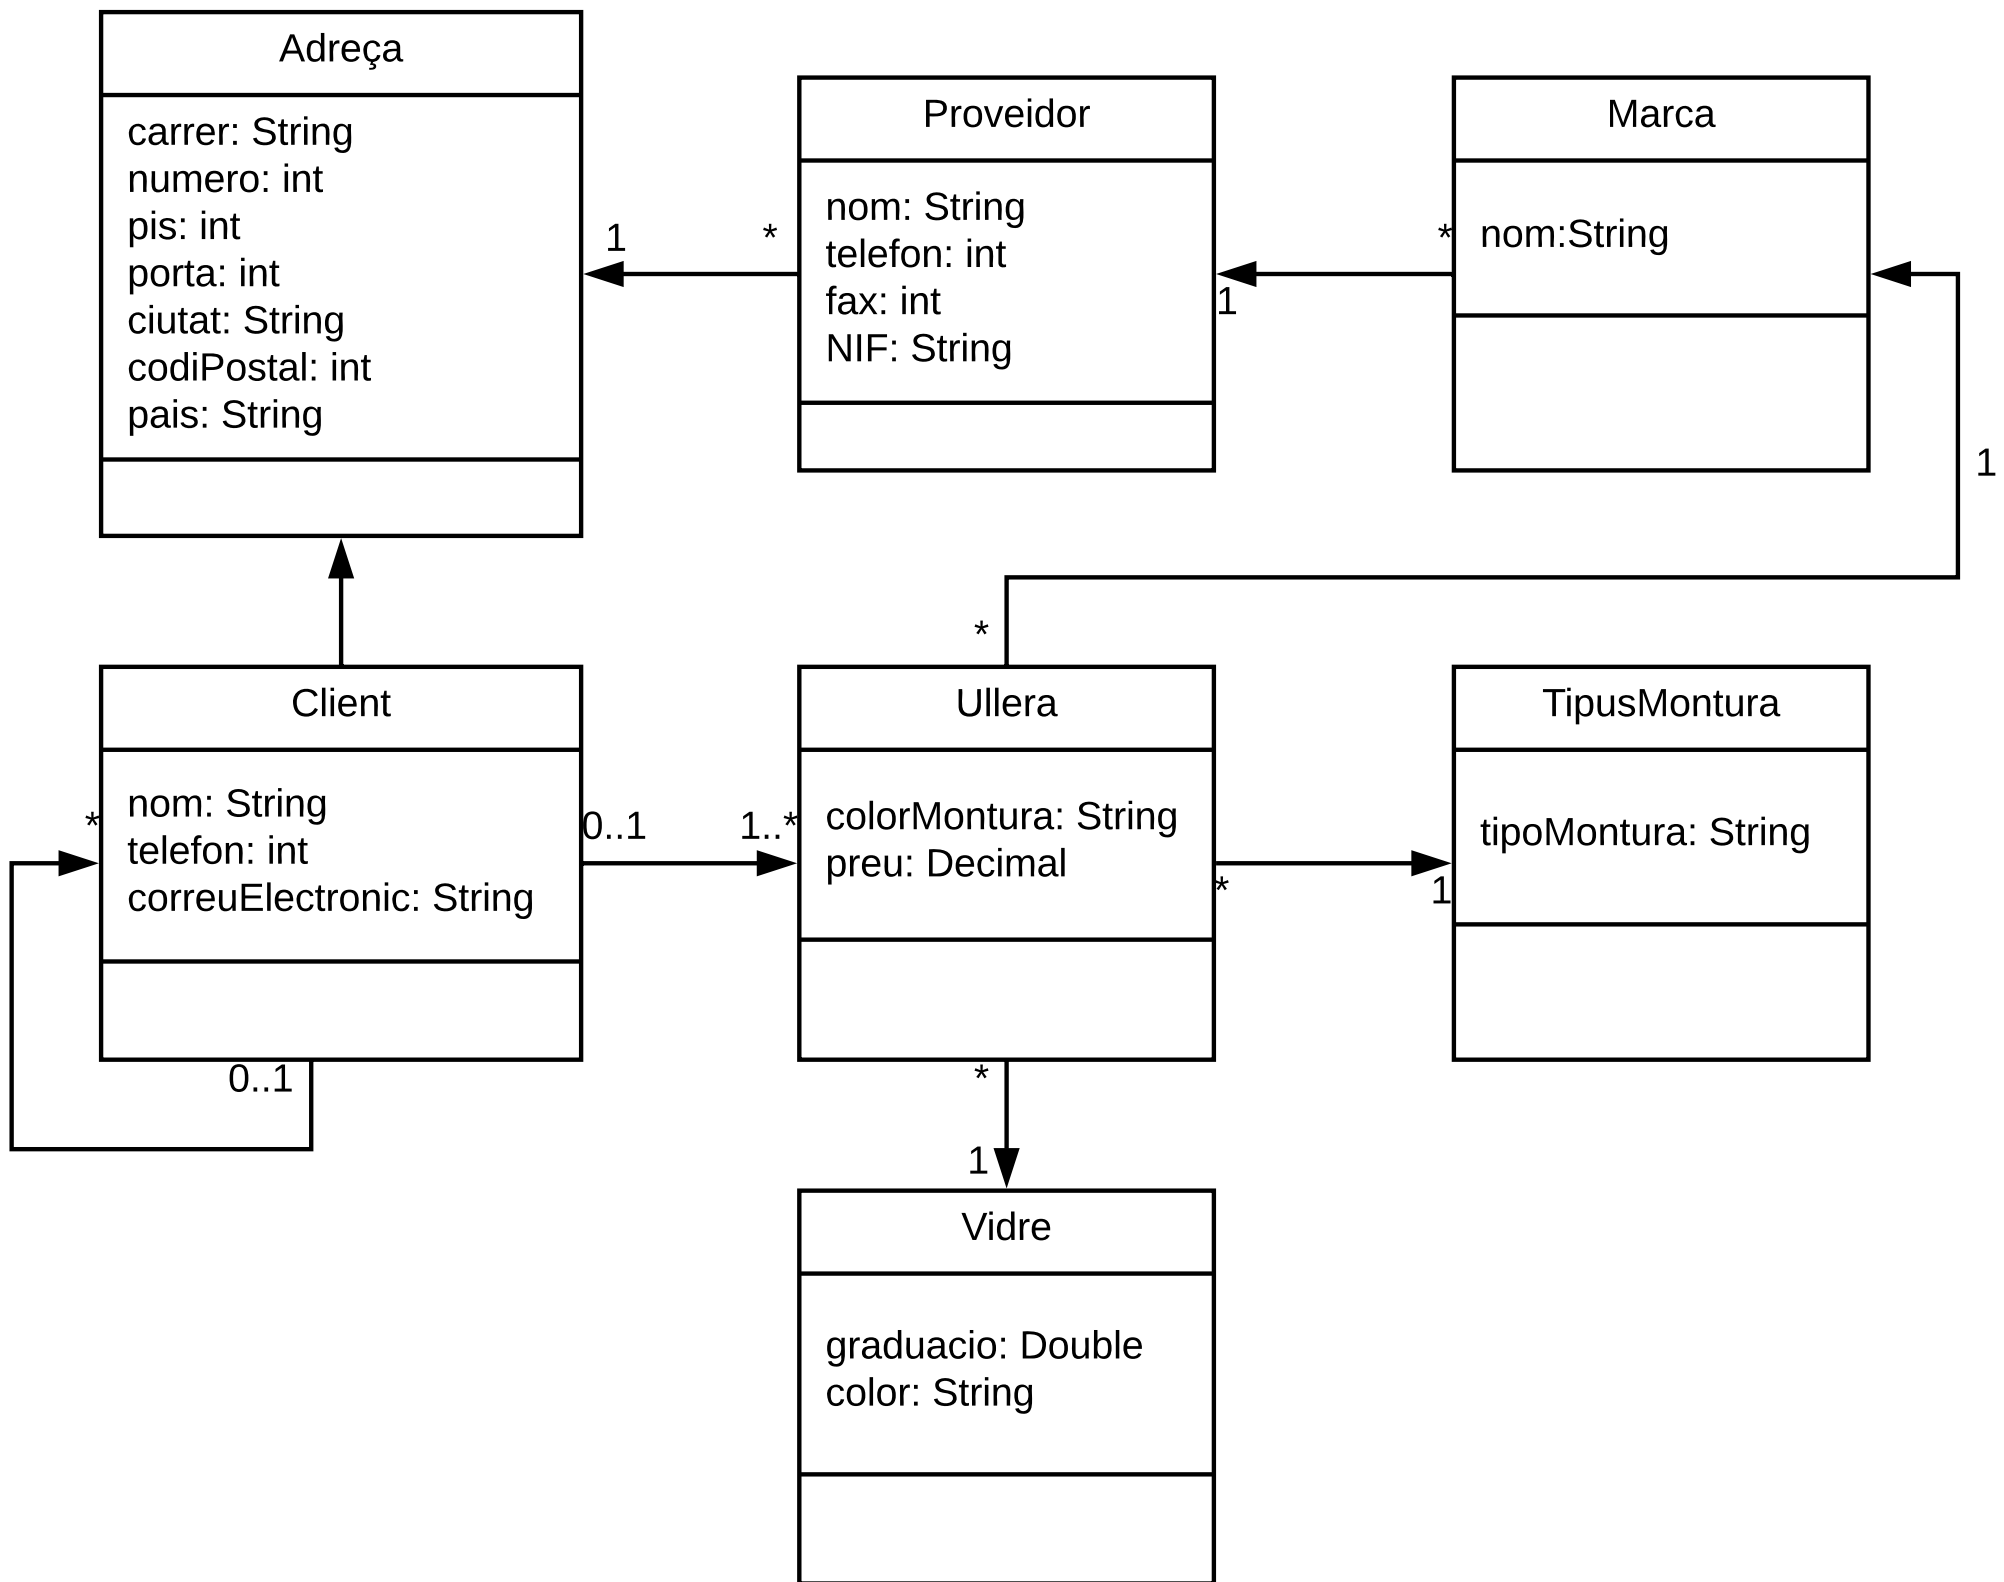 Adreça
carrer: String
numero: int
pis: int
porta: int
ciutat: String
codiPostal: int
pais: String
1
*
Proveidor
nom: String
telefon: int
fax: int
NIF: String
1
*
Marca
nom:String
1
*
Client
nom: String
telefon: int
correuElectronic: String
*
0..1
0..1
1..*
Ullera
colorMontura: String
preu: Decimal
*
1
TipusMontura
tipoMontura: String
*
1
Vidre
graduacio: Double
color: String